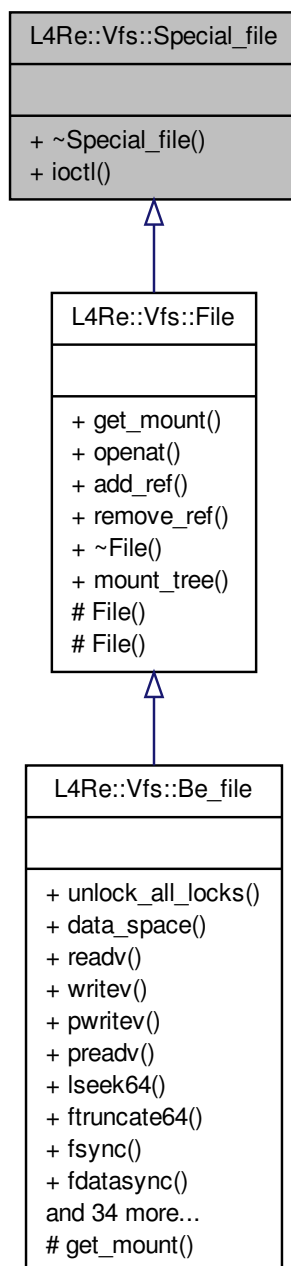 L4Re::Vfs::Special_file
+ ~Special_file()
+ ioctl()
L4Re::Vfs::File
+ get_mount()
+ openat()
+ add_ref()
+ remove_ref()
+ ~File()
+ mount_tree()
# File()
# File()
L4Re::Vfs::Be_file
+ unlock_all_locks()
+ data_space()
+ readv()
+ writev()
+ pwritev()
+ preadv()
+ lseek64()
+ ftruncate64()
+ fsync()
+ fdatasync()
and 34 more...
# get_mount()